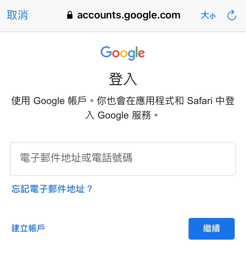 取消 accounts.google.com 大小
Google
登入
使用 Google 帳戶。你也會在應用程式和 Safari 中登
入 Google 服務。
電子郵件地址或電話號碼
忘記電子郵件地址？
建立帳戶 繼續